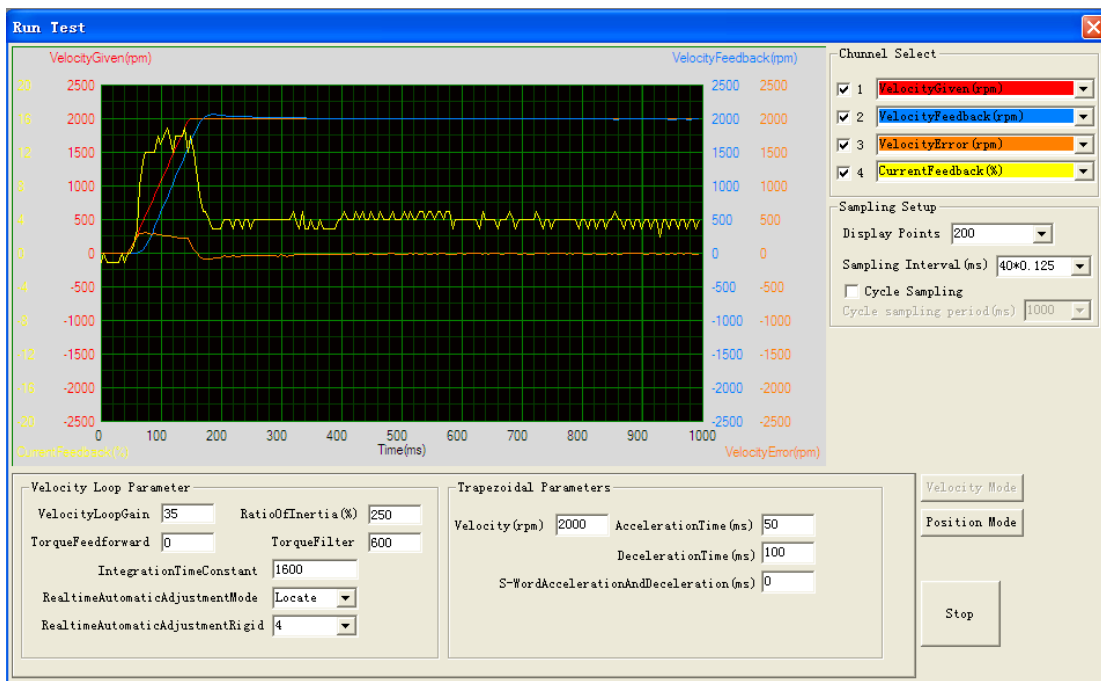 Run Test
VelocityGiven(rpm) VelocityFeedback(rpm)
20 2500 2500 2500
16 2000 2000 2000
12 1500 1500 1500
8 1000 1000 1000
4 500 500 500
0 0 0 0
-4 -500 -500 -500
-8 -1000 -1000 -1000
-12 -1500 -1500 -1500
-16 -2000 -2000 -2000
-20 -2500 -2500 -2500
0 100 200 300 400 500 600 700 800 900 1000
CurrentFeedback(%) Time(ms) VelocityError(rpm)
Chunnel Select
1 VelocityGiven(rpm)
2 VelocityFeedback(rpm)
3 VelocityError(rpm)
4 CurrentFeedback(%)
Sampling Setup
Display Points 200
Sampling Interval(ms) 40*0.125
Cycle Sampling
Cycle sampling period(ms) 1000
Velocity Loop Parameter
VelocityLoopGain 35 RatioOfInertia(%) 250
TorqueFeedforward 0 TorqueFilter 600
IntegrationTimeConstant 1600
RealtimeAutomaticAdjustmentMode Locate
RealtimeAutomaticAdjustmentRigid 4
Trapezoidal Parameters
Velocity(rpm) 2000 AccelerationTime(ms) 50
DecelerationTime(ms) 100
S-WordAccelerationAndDeceleration(ms) 0
Velocity Mode
Position Mode
Stop